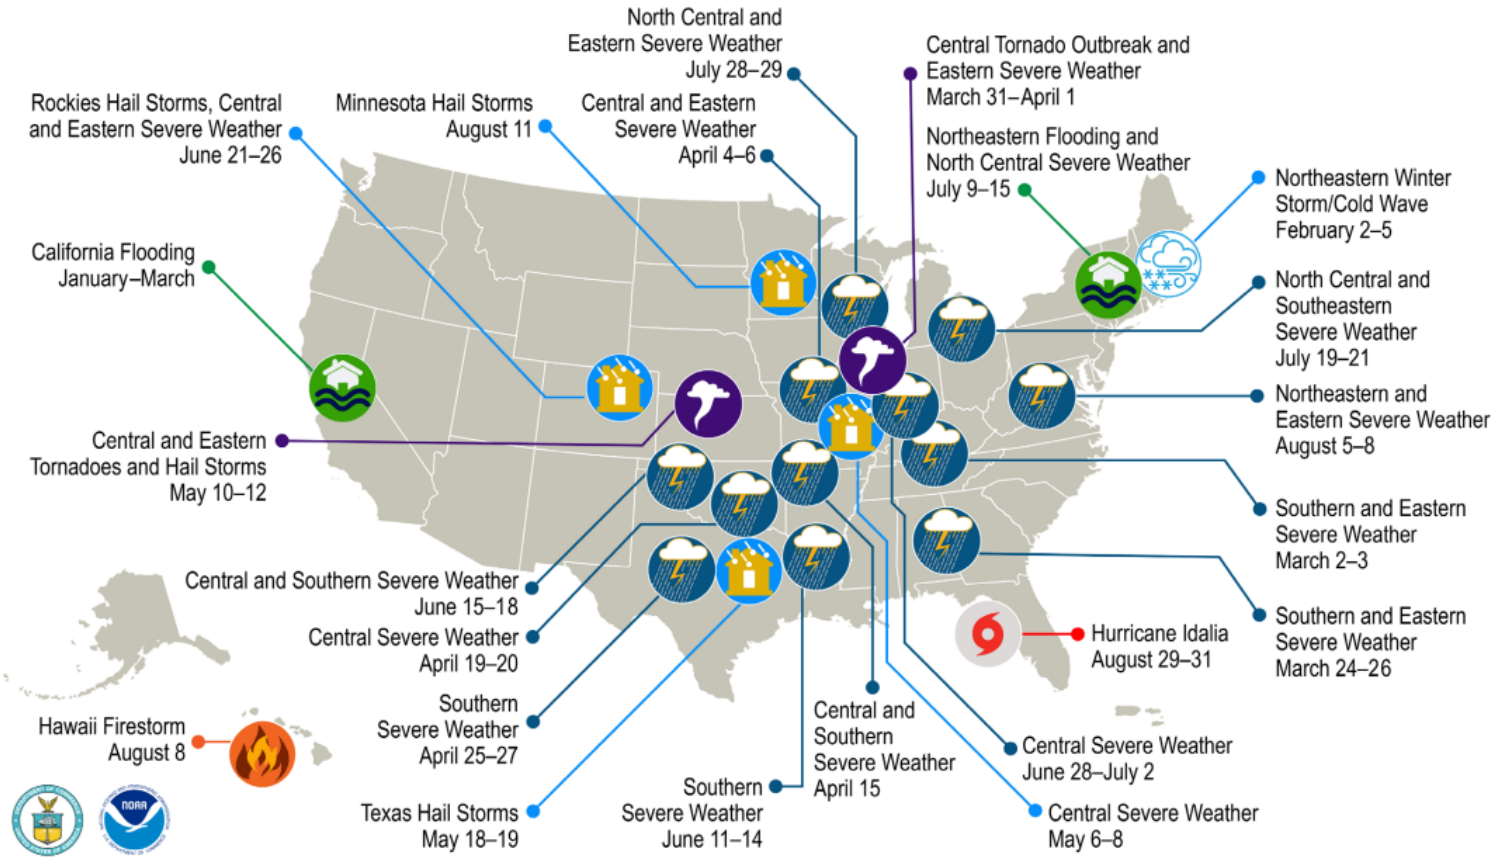 North Central and
Eastern Severe Weather
July 28–29
Central Tornado Outbreak and
Eastern Severe Weather
March 31–April 1
Rockies Hail Storms, Central
and Eastern Severe Weather
June 21–26
Minnesota Hail Storms
August 11
Central and Eastern
Severe Weather
April 4–6
Northeastern Flooding and
North Central Severe Weather
July 9–15
Northeastern Winter
Storm/Cold Wave
February 2–5
California Flooding
January–March
North Central and
Southeastern
Severe Weather
July 19–21
Northeastern and
Eastern Severe Weather
August 5–8
Central and Eastern
Tornadoes and Hail Storms
May 10–12
Southern and Eastern
Severe Weather
March 2–3
Central and Southern Severe Weather
June 15–18
Central Severe Weather
April 19–20
Southern and Eastern
Severe Weather
March 24–26
Hurricane Idalia
August 29–31
Southern
Severe Weather
April 25–27
Hawaii Firestorm
August 8
Central and
Southern
Severe Weather
April 15
Central Severe Weather
June 28–July 2
Texas Hail Storms
May 18–19
Southern
Severe Weather
June 11–14
Central Severe Weather
May 6–8
DEPARTMENT OF COMMERCE
UNITED STATES OF AMERICA
NOAA